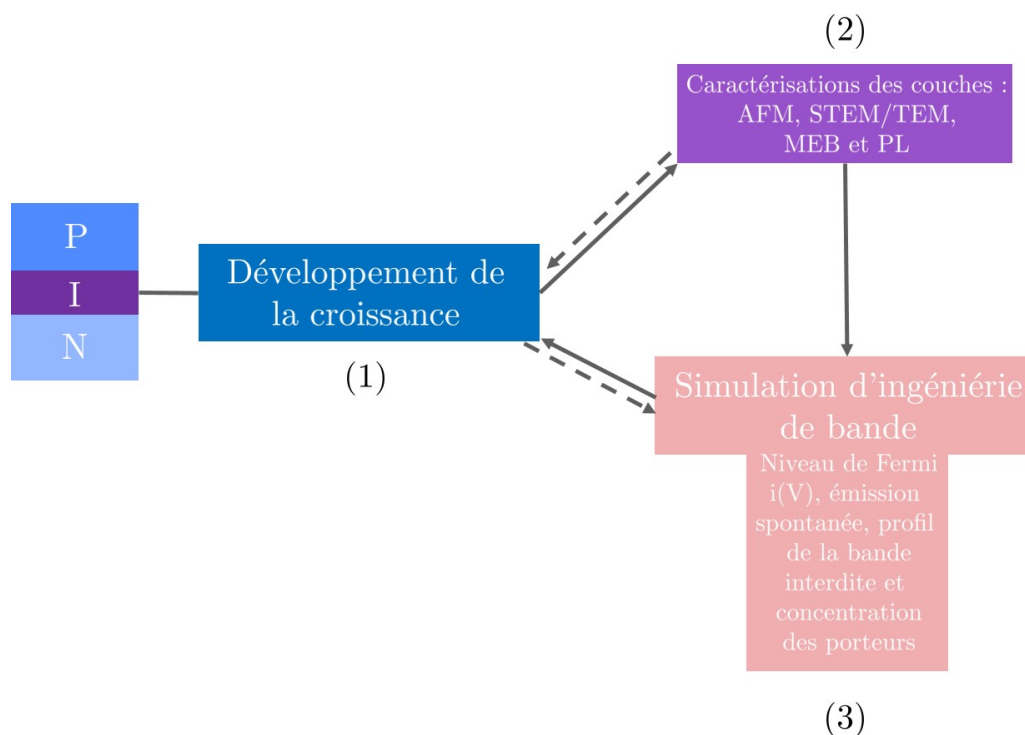 P
I
N
Développement de
la croissance
(1)
(2)
Caractérisations des couches :
AFM, STEM/TEM,
MEB et PL
Simulation d'ingéniérie
de bande
Niveau de Fermi
i(V), émission
spontanée, profil
de la bande
interdite et
concentration
des porteurs
(3)